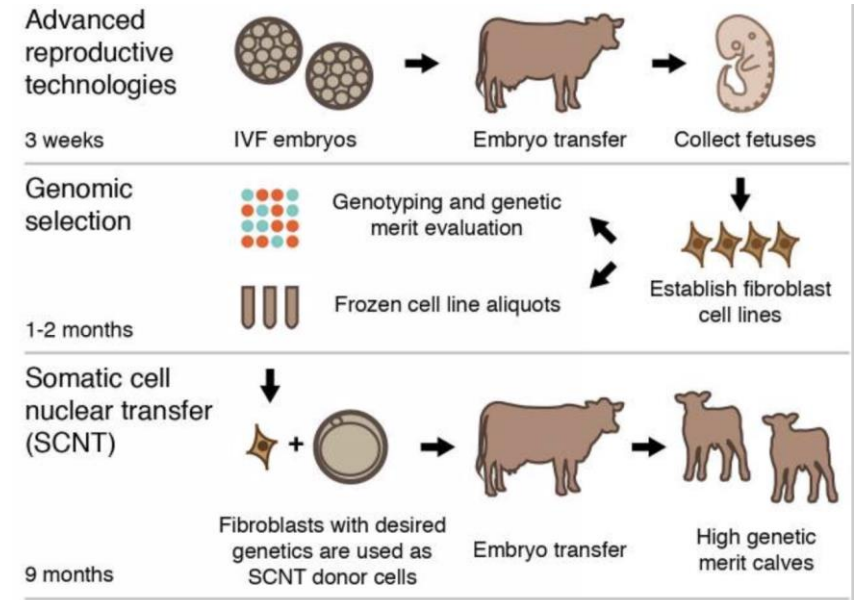 Advanced
reproductive
technologies
3 weeks
IVF embryos
Embryo transfer
Collect fetuses
Genomic
selection
1-2 months
Genotyping and genetic
merit evaluation
Frozen cell line aliquots
Establish fibroblast
cell lines
Somatic cell
nuclear transfer
(SCNT)
9 months
+
Fibroblasts with desired
genetics are used as
SCNT donor cells
Embryo transfer
High genetic
merit calves